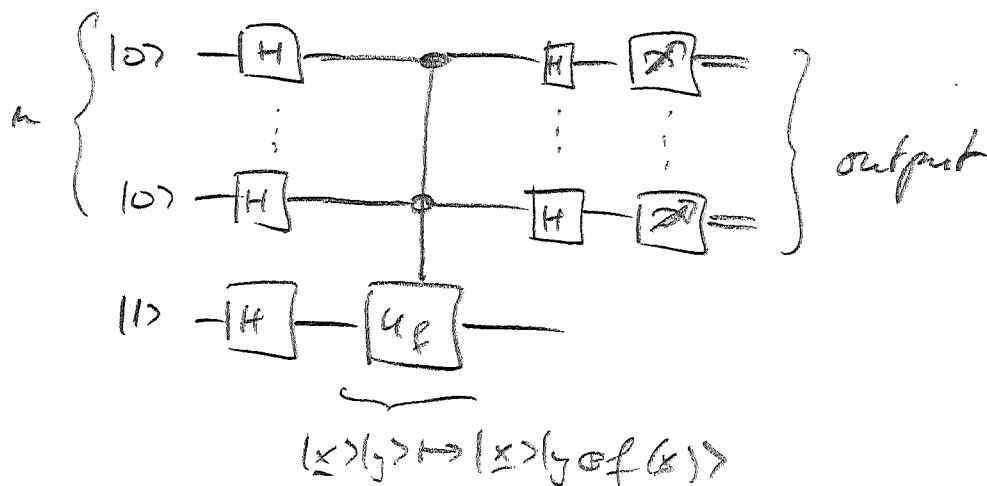 |0> H H
n
output
|0> H H
|1> H U_f
|x>|y> ↦ |x>|y⊕f(x)>